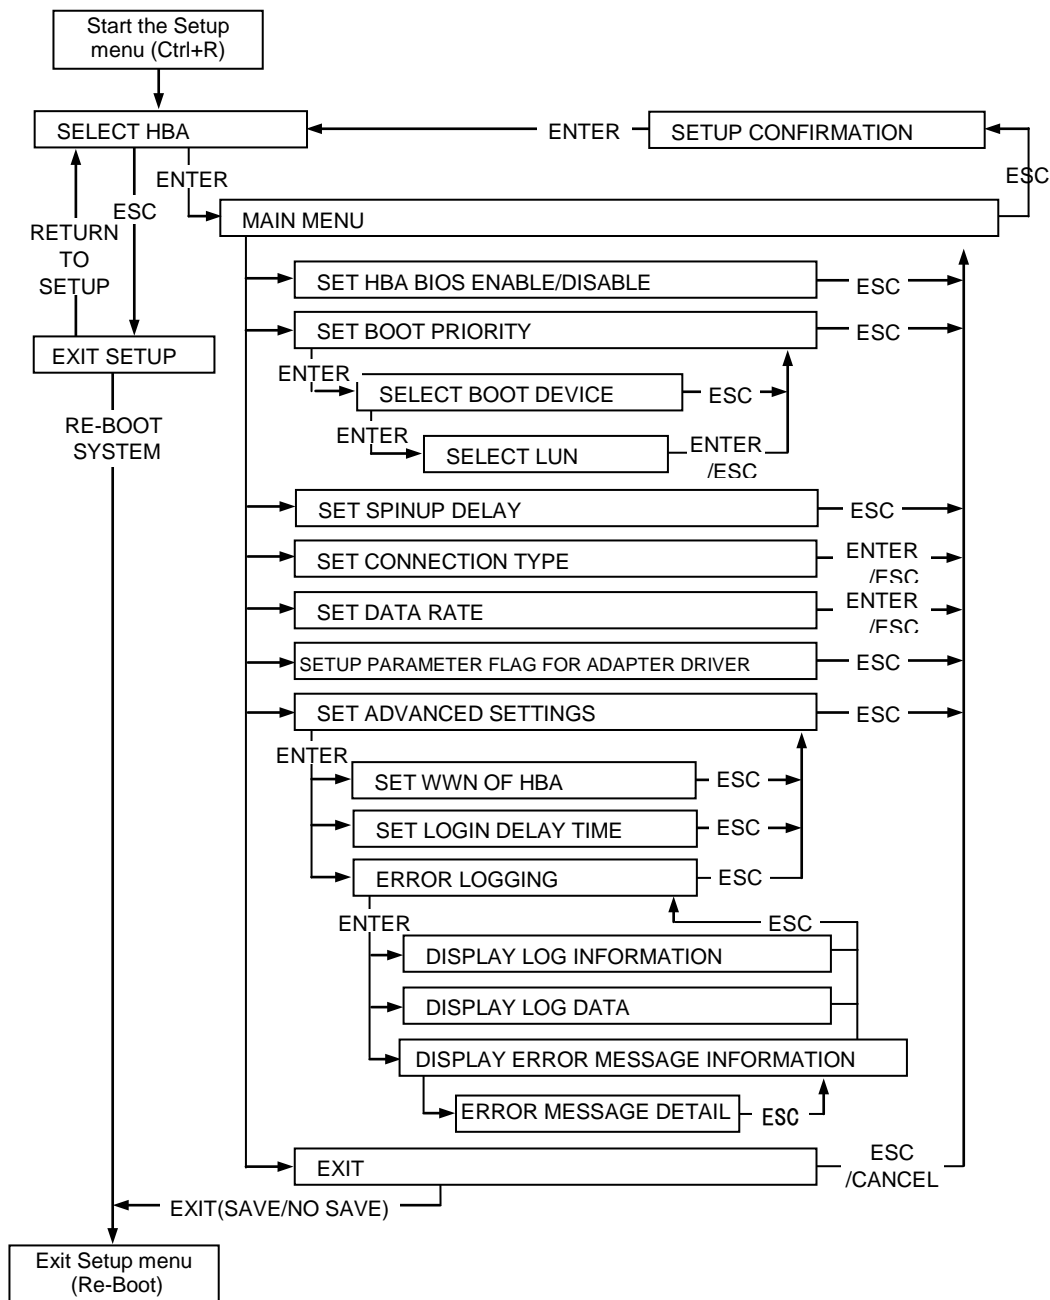 Start the Setup
menu (Ctrl+R)
SELECT HBA
ENTER
SETUP CONFIRMATION
ESC
ENTER
ESC
MAIN MENU
RETURN
TO
SETUP
SET HBA BIOS ENABLE/DISABLE
ESC
SET BOOT PRIORITY
ESC
EXIT SETUP
ENTER
SELECT BOOT DEVICE
ESC
RE-BOOT
SYSTEM
ENTER
SELECT LUN
ENTER
/ESC
SET SPINUP DELAY
ESC
SET CONNECTION TYPE
ENTER
/ESC
SET DATA RATE
ENTER
/ESC
SETUP PARAMETER FLAG FOR ADAPTER DRIVER
ESC
SET ADVANCED SETTINGS
ESC
ENTER
SET WWN OF HBA
ESC
SET LOGIN DELAY TIME
ESC
ERROR LOGGING
ESC
ENTER
ESC
DISPLAY LOG INFORMATION
DISPLAY LOG DATA
DISPLAY ERROR MESSAGE INFORMATION
ERROR MESSAGE DETAIL
ESC
EXIT
ESC
/CANCEL
EXIT(SAVE/NO SAVE)
Exit Setup menu
(Re-Boot)